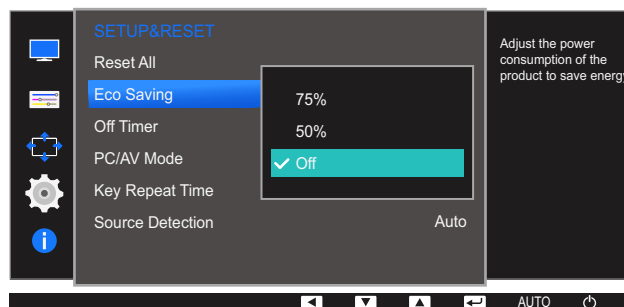 SETUP&RESET
Reset All
Eco Saving
Off Timer
PC/AV Mode
Key Repeat Time
Source Detection
Auto
75%
50%
Off
Adjust the power
consumption of the
product to save energy
AUTO